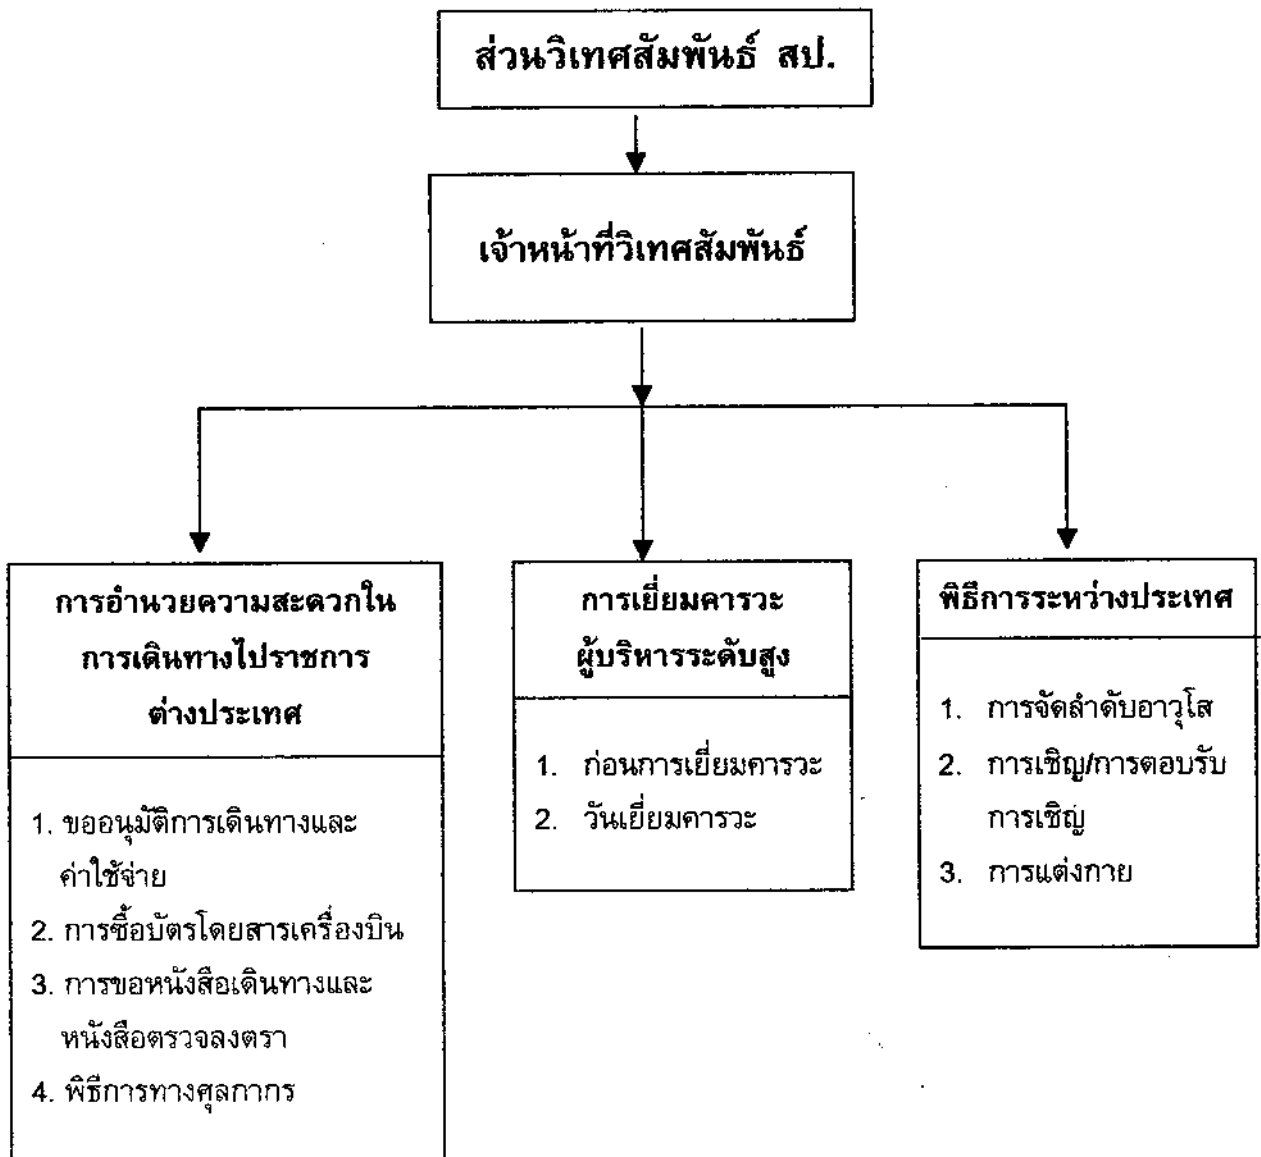 ส่วนวิเทศสัมพันธ์ สป.
เจ้าหน้าที่วิเทศสัมพันธ์
การอำนวยความสะดวกใน
การเดินทางไปราชการ
ต่างประเทศ
1. ขออนุมัติการเดินทางและ
ค่าใช้จ่าย
2. การซื้อบัตรโดยสารเครื่องบิน
3. การขอหนังสือเดินทางและ
หนังสือตรวจลงตรา
4. พิธีการทางศุลกากร
การเยี่ยมคารวะ
ผู้บริหารระดับสูง
1. ก่อนการเยี่ยมคารวะ
2. วันเยี่ยมคารวะ
พิธีการระหว่างประเทศ
1. การจัดลำดับอาวุโส
2. การเชิญ/การตอบรับ
การเชิญ
3. การแต่งกาย